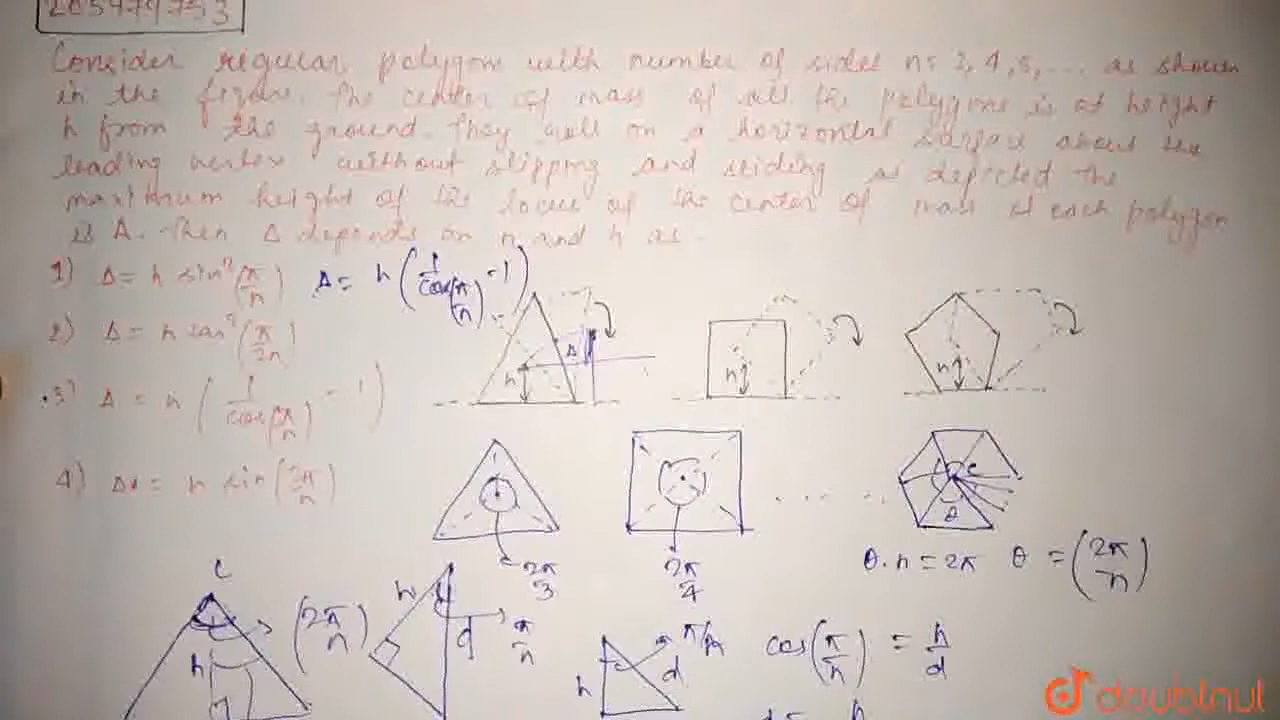 205474753
Consider regular polygons with number of sides n= 3, 4, 5, ... as shown
in the figure. The center of mass of all the polygons is at height
h from the ground. They roll on a horizontal surface about the
leading vertex without slipping and sliding as depicted the
maximum height of the locus of the center of mass of each polygon
is Δ. Then Δ depends on n and h as.
1) Δ = h sin²(π/n) Δ = h (1/cos(π/n) - 1)
2) Δ = h tan²(π/2n)
3) Δ = h (1/cos(π/n) - 1)
4) Δ = h sin(2π/n)
h Δ
h
h
2π/3
2π/4
C
θ
θ.n = 2π θ = (2π/n)
C
(2π/n)
h
h
d
π/n
π/n
h
d
cos(π/n) = h/d
d = h
doubtnut